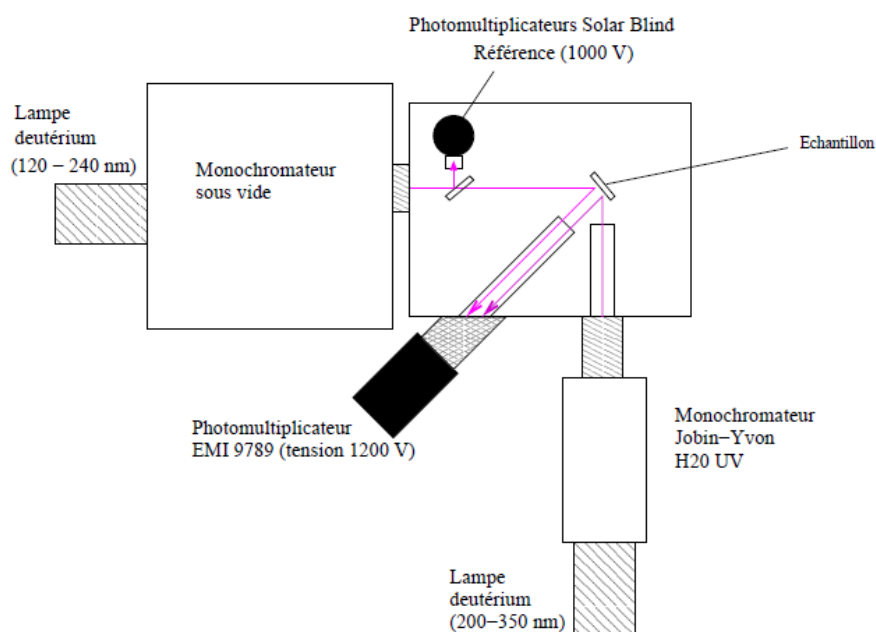 Photomultiplicateurs Solar Blind
Référence (1000 V)
Lampe
deutérium
(120 – 240 nm)
Monochromateur
sous vide
Echantillon
Photomultiplicateur
EMI 9789 (tension 1200 V)
Monochromateur
Jobin–Yvon
H20 UV
Lampe
deutérium
(200–350 nm)